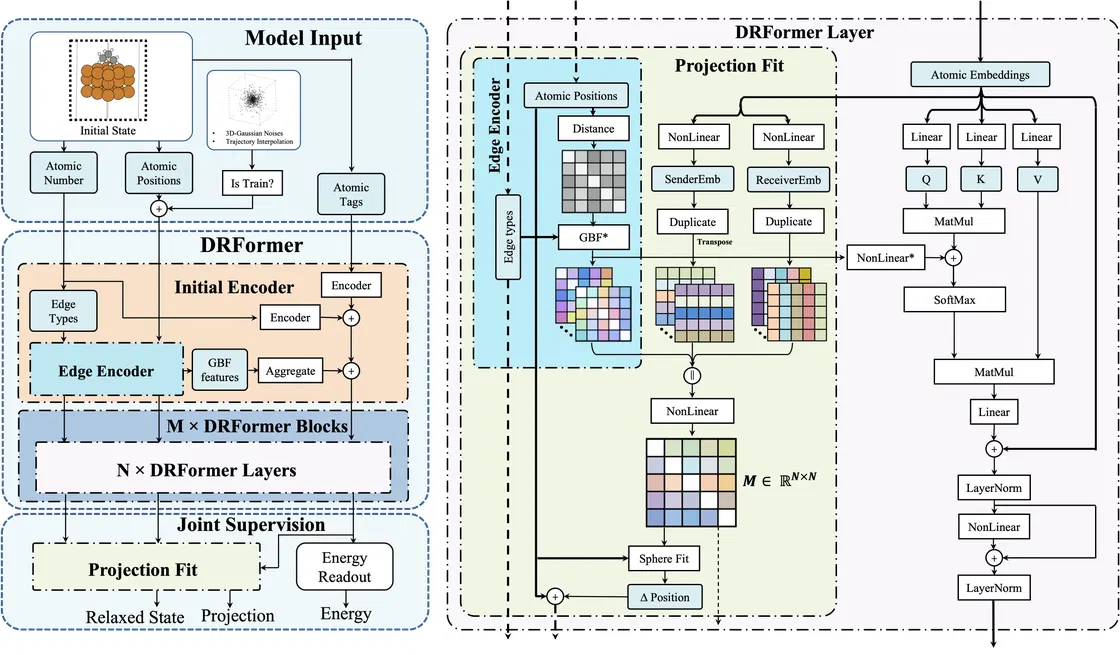 Model Input
Initial State
• 3D-Gaussian Noises
• Trajectory Interpolation
Atomic
Number
Atomic
Positions
Is Train?
Atomic
Tags
+
DRFormer
Initial Encoder
Edge
Types
Encoder
Encoder
+
Edge Encoder
GBF
features
Aggregate
+
M × DRFormer Blocks
N × DRFormer Layers
Joint Supervision
Projection Fit
Energy
Readout
Relaxed State
Projection
Energy
DRFormer Layer
Projection Fit
Edge Encoder
Atomic Positions
Distance
Edge types
GBF*
NonLinear
NonLinear
SenderEmb
ReceiverEmb
Duplicate
Duplicate
Transpose
||
NonLinear
M ∈ ℝᴺˣᴺ
Sphere Fit
Δ Position
+
Atomic Embeddings
Linear
Linear
Linear
Q
K
V
MatMul
NonLinear*
+
SoftMax
MatMul
Linear
+
LayerNorm
NonLinear
+
LayerNorm